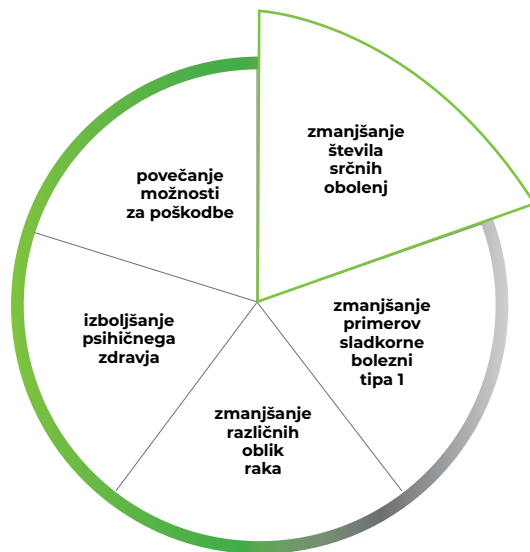 zmanjšanje
števila
srčnih
obolenj
zmanjšanje
primerov
sladkorne
bolezni
tipa 1
zmanjšanje
različnih
oblik
raka
izboljšanje
psihičnega
zdravja
povečanje
možnosti
za poškodbe